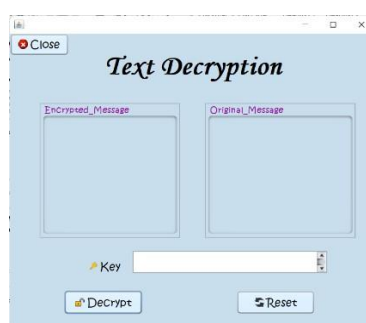 Close
Text Decryption
Encrypted_Message
Original_Message
Key
Decrypt
Reset